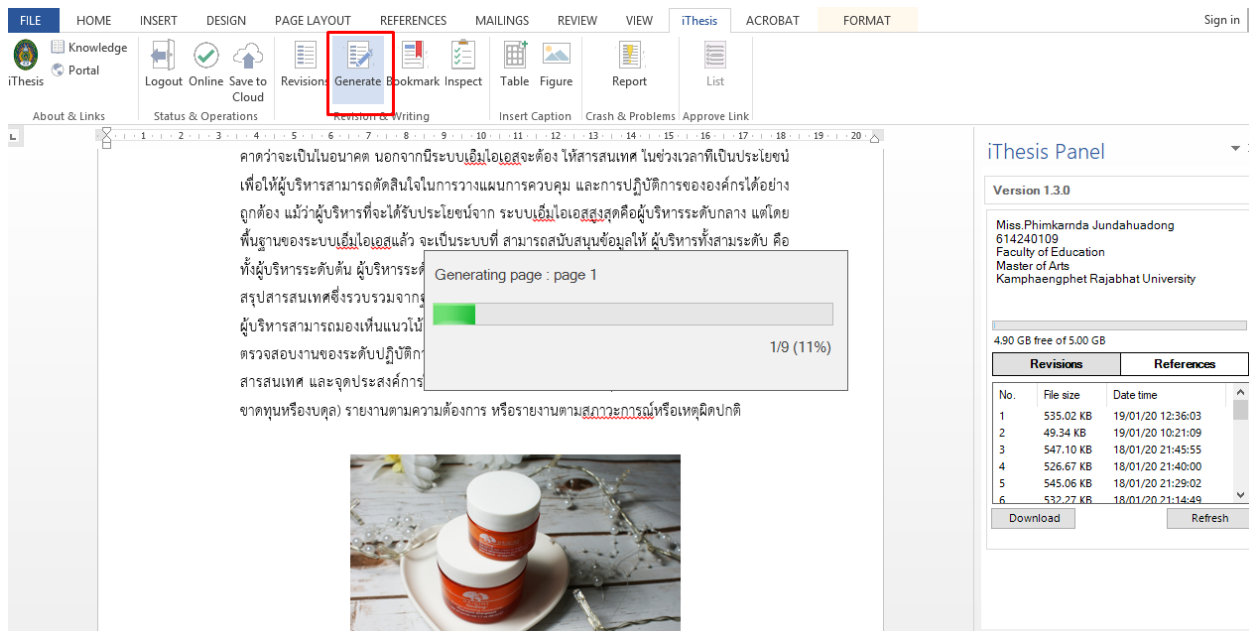 FILE HOME INSERT DESIGN PAGE LAYOUT REFERENCES MAILINGS REVIEW VIEW iThesis ACROBAT FORMAT Sign in
iThesis
Knowledge
Portal
Logout Online Save to Cloud
Revisions Generate Bookmark Inspect
Table Figure
Report
List
About & Links Status & Operations Revision & Writing Insert Caption Crash & Problems Approve Link
1 2 3 4 5 6 7 8 9 10 11 12 13 14 15 16 17 18 19 20
คาดว่าจะเป็นในอนาคต นอกจากนี้ระบบเอ็มไอเอสจะต้อง ให้สารสนเทศ ในช่วงเวลาที่เป็นประโยชน์
เพื่อให้ผู้บริหารสามารถตัดสินใจในการวางแผนการควบคุม และการปฏิบัติการขององค์กรได้อย่าง
ถูกต้อง แม้ว่าผู้บริหารที่จะได้รับประโยชน์จาก ระบบเอ็มไอเอสสูงสุดคือผู้บริหารระดับกลาง แต่โดย
พื้นฐานของระบบเอ็มไอเอสแล้ว จะเป็นระบบที่ สามารถสนับสนุนข้อมูลให้ ผู้บริหารทั้งสามระดับ คือ
ทั้งผู้บริหารระดับต้น ผู้บริหารระดั
สรุปสารสนเทศซึ่งรวบรวมจาก
ผู้บริหารสามารถมองเห็นแนวโน้
ตรวจสอบงานของระดับปฏิบัติกา
สารสนเทศ และจุดประสงค์การ
ขาดทุนหรืองบดุล) รายงานตามความต้องการ หรือรายงานตามสภาวะการณ์หรือเหตุผิดปกติ
Generating page : page 1
1/9 (11%)
iThesis Panel
Version 1.3.0
Miss.Phimkarnda Jundahuadong
614240109
Faculty of Education
Master of Arts
Kamphaengphet Rajabhat University
4.90 GB free of 5.00 GB
Revisions References
No. File size Date time
1 535.02 KB 19/01/20 12:36:03
2 49.34 KB 19/01/20 10:21:09
3 547.10 KB 18/01/20 21:45:55
4 526.67 KB 18/01/20 21:40:00
5 545.06 KB 18/01/20 21:29:02
6 532.27 KB 18/01/20 21:14:49
Download Refresh